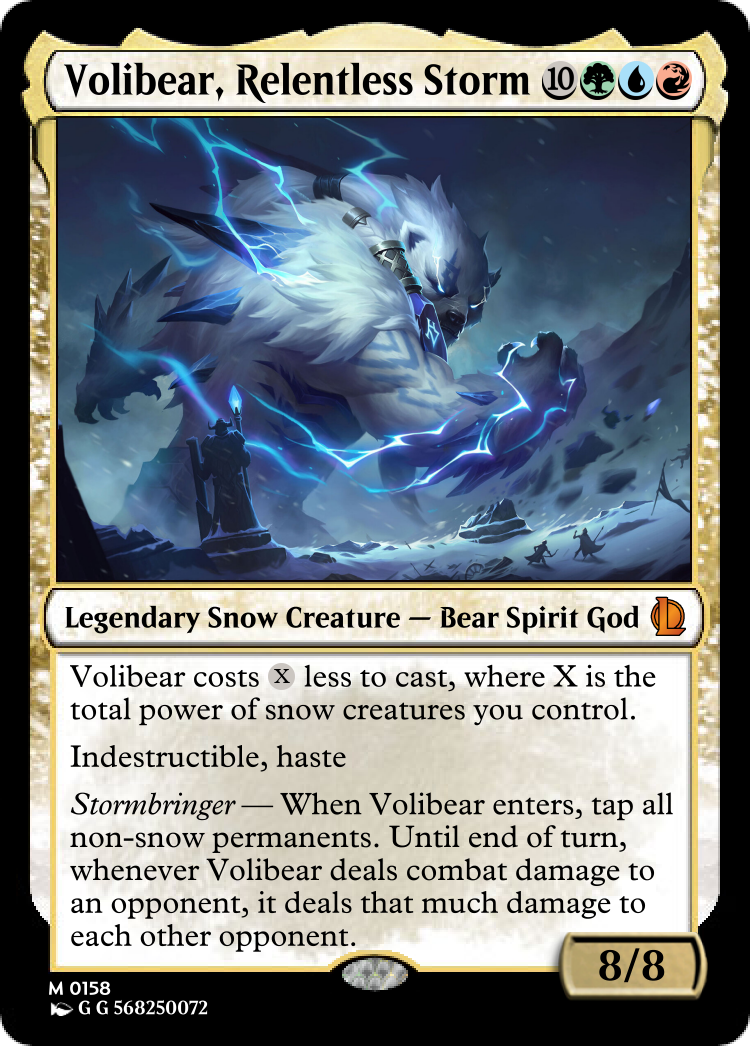 Volibear, Relentless Storm 10
Legendary Snow Creature — Bear Spirit God
Volibear costs X less to cast, where X is the
total power of snow creatures you control.
Indestructible, haste
Stormbringer — When Volibear enters, tap all
non-snow permanents. Until end of turn,
whenever Volibear deals combat damage to
an opponent, it deals that much damage to
each other opponent.
8/8
M 0158
G G 568250072